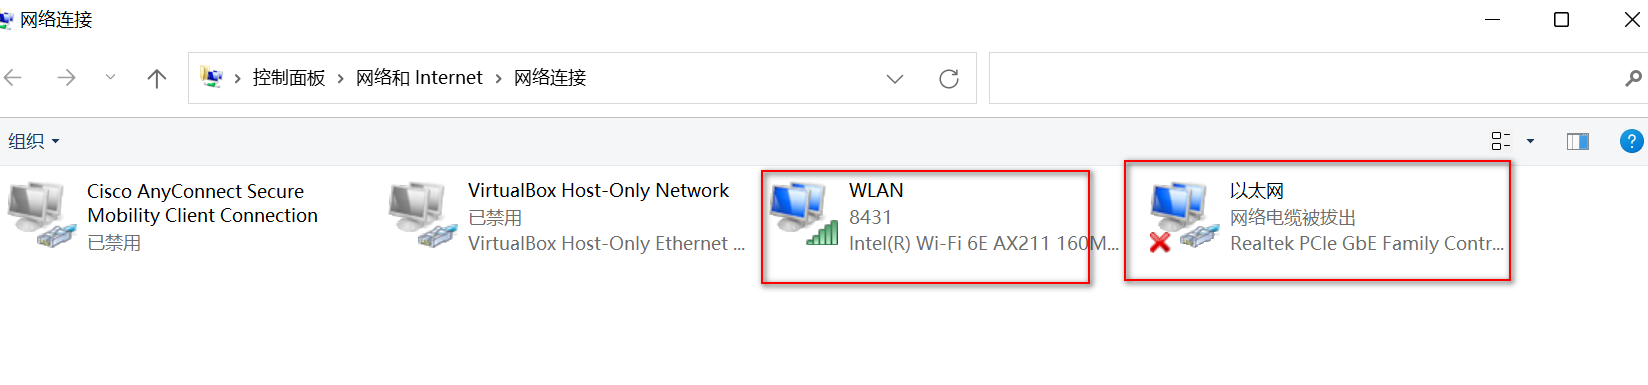 网络连接
控制面板 › 网络和 Internet › 网络连接
组织
Cisco AnyConnect Secure
Mobility Client Connection
已禁用
VirtualBox Host-Only Network
已禁用
VirtualBox Host-Only Ethernet ...
WLAN
8431
Intel(R) Wi-Fi 6E AX211 160M...
以太网
网络电缆被拔出
Realtek PCIe GbE Family Contr...